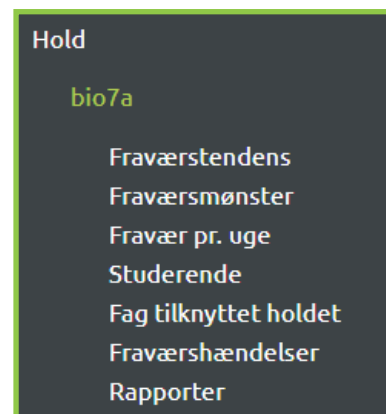 Hold
bio7a
Fraværstendens
Fraværsmønster
Fravær pr. uge
Studerende
Fag tilknyttet holdet
Fraværshændelser
Rapporter